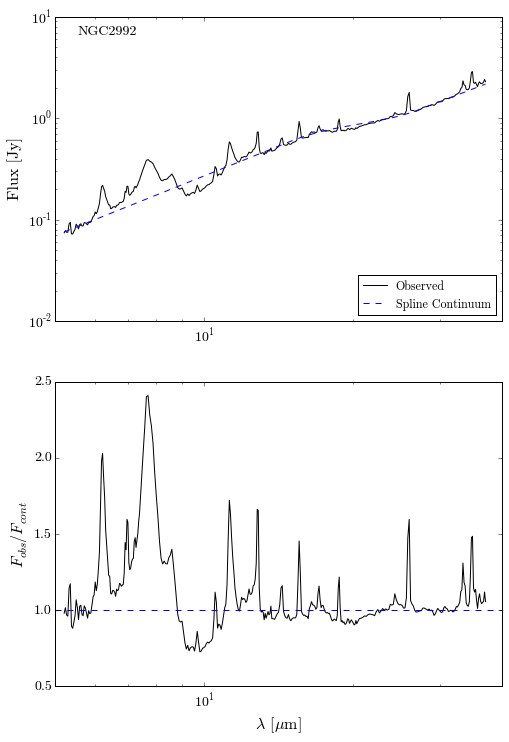 NGC2992
10^1
10^0
10^-1
10^-2
Flux [Jy]
Observed
Spline Continuum
10^1
2.5
2.0
1.5
1.0
0.5
F_obs/F_cont
10^1
λ [μm]